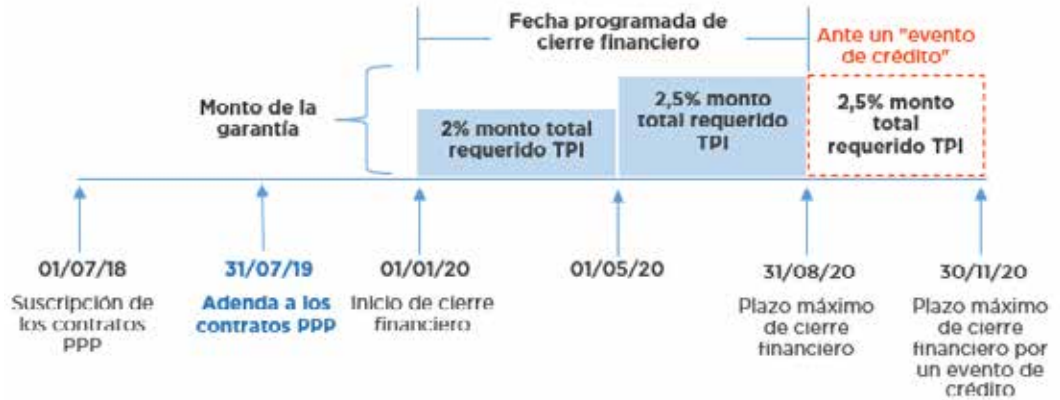 Fecha programada de
cierre financiero
Ante un "evento
de crédito"
Monto de la
garantía
2% monto total
requerido TPI
2,5% monto
total requerido
TPI
2,5% monto
total
requerido TPI
01/07/18
Suscripción de
los contratos
PPP
31/07/19
Adenda a los
contratos PPP
01/01/20
Inicio de cierre
financiero
01/05/20
31/08/20
Plazo máximo
de cierre
financiero
30/11/20
Plazo máximo
de cierre
financiero por
un evento de
crédito